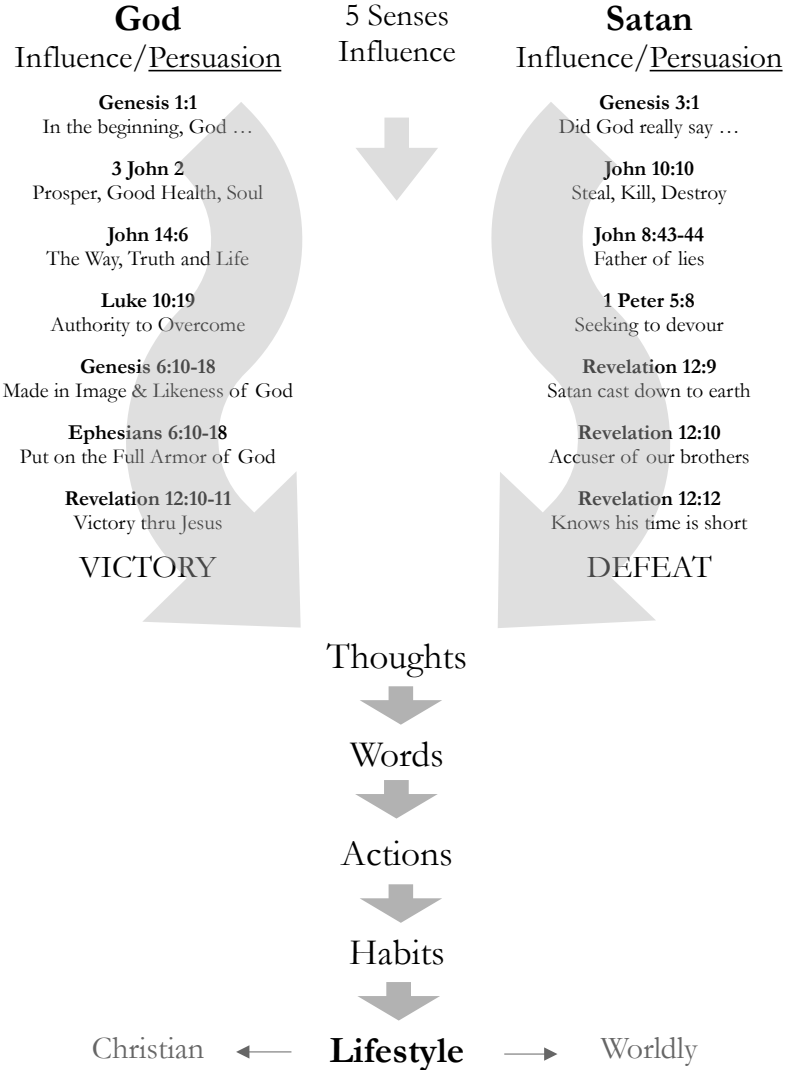 God
Influence/Persuasion
Genesis 1:1
In the beginning, God …
3 John 2
Prosper, Good Health, Soul
John 14:6
The Way, Truth and Life
Luke 10:19
Authority to Overcome
Genesis 6:10-18
Made in Image & Likeness of God
Ephesians 6:10-18
Put on the Full Armor of God
Revelation 12:10-11
Victory thru Jesus
VICTORY
5 Senses
Influence
Satan
Influence/Persuasion
Genesis 3:1
Did God really say …
John 10:10
Steal, Kill, Destroy
John 8:43-44
Father of lies
1 Peter 5:8
Seeking to devour
Revelation 12:9
Satan cast down to earth
Revelation 12:10
Accuser of our brothers
Revelation 12:12
Knows his time is short
DEFEAT
Thoughts
Words
Actions
Habits
Christian
Lifestyle
Worldly